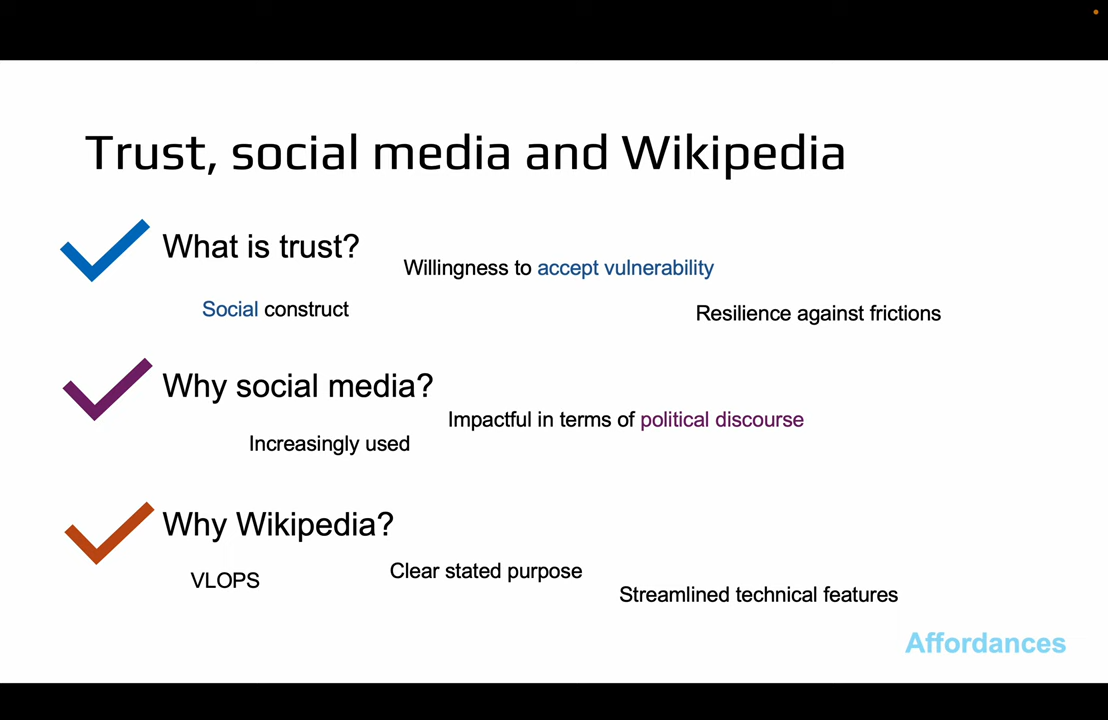 Trust, social media and Wikipedia
What is trust?
Willingness to accept vulnerability
Social construct
Resilience against frictions
Why social media?
Impactful in terms of political discourse
Increasingly used
Why Wikipedia?
Clear stated purpose
VLOPS
Streamlined technical features
Affordances